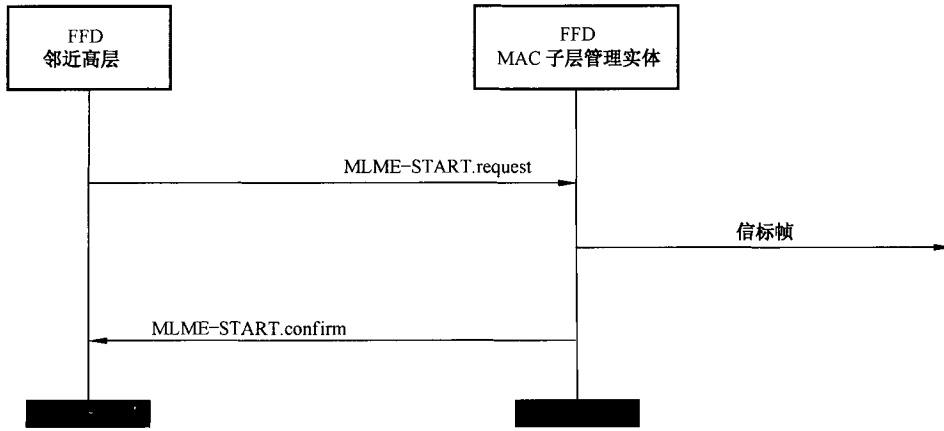 FFD
邻近高层
FFD
MAC 子层管理实体
MLME-START.request
信标帧
MLME-START.confirm